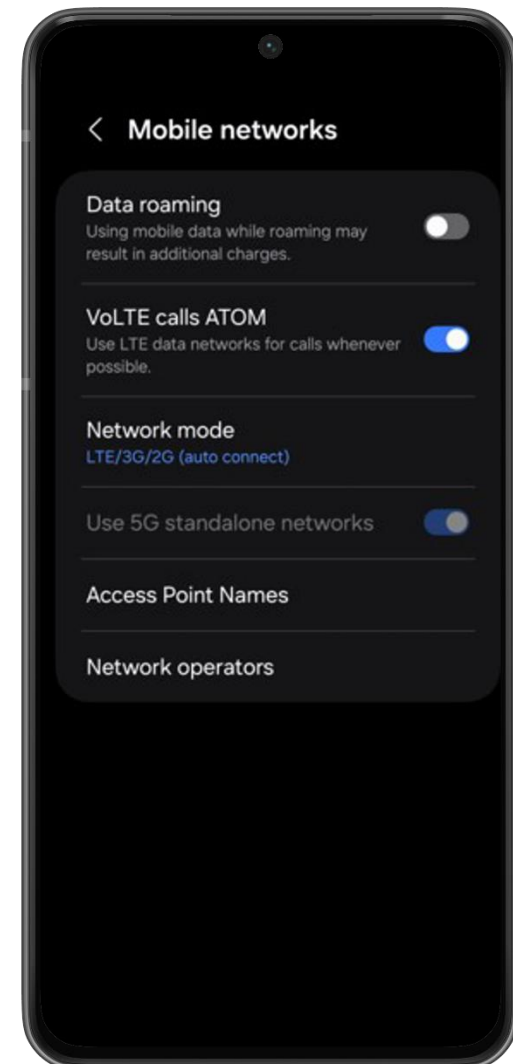 Mobile networks
Data roaming
Using mobile data while roaming may
result in additional charges.
VoLTE calls ATOM
Use LTE data networks for calls whenever
possible.
Network mode
LTE/3G/2G (auto connect)
Use 5G standalone networks
Access Point Names
Network operators